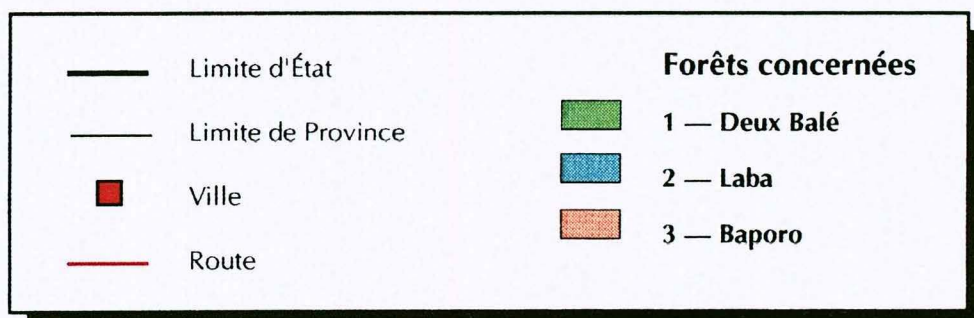 Limite d'État
Limite de Province
Ville
Route
Forêts concernées
1 — Deux Balé
2 — Laba
3 — Baporo